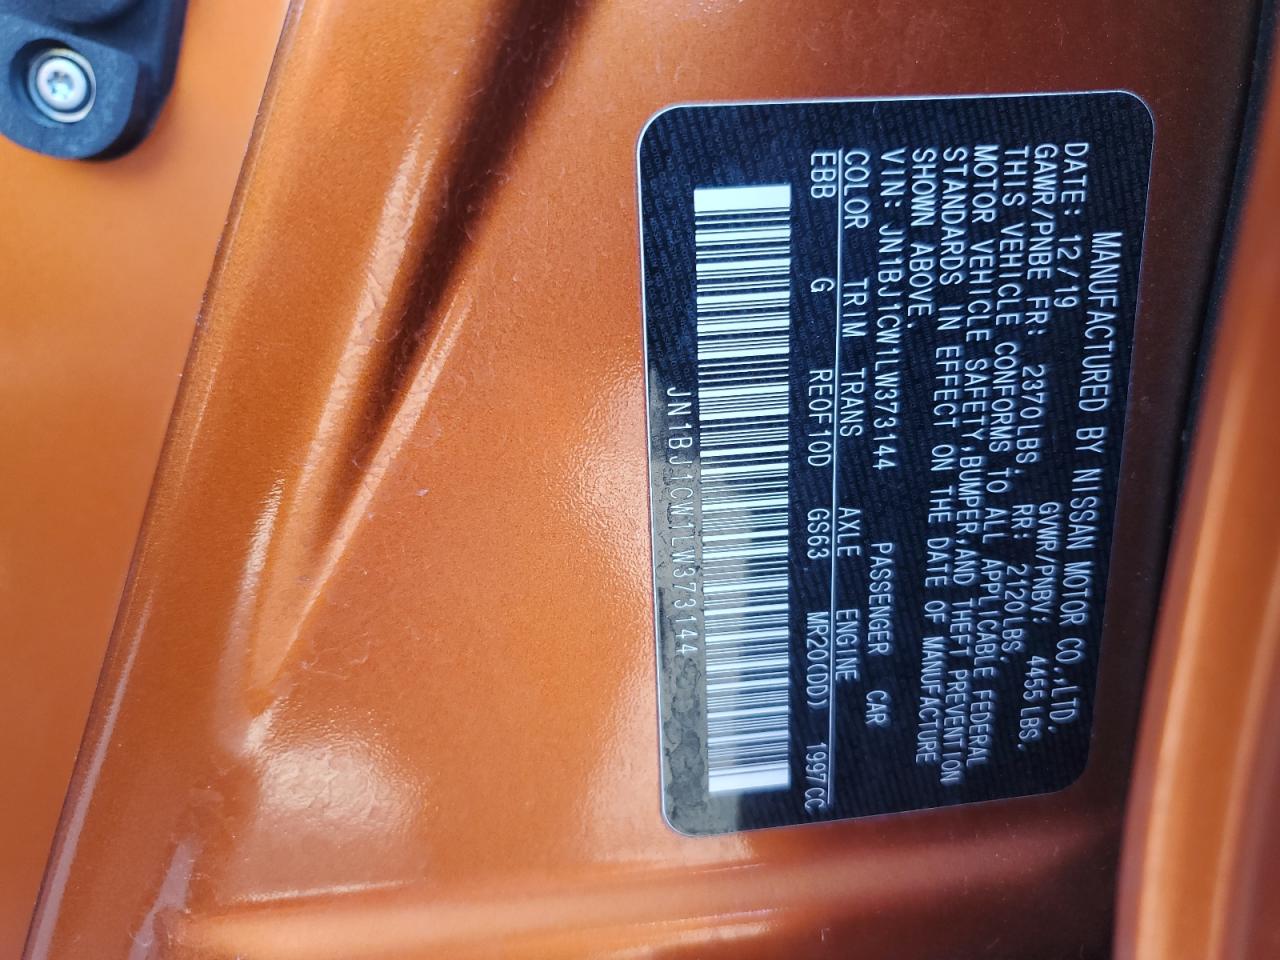 MANUFACTURED BY NISSAN MOTOR CO.,LTD.
DATE: 12/19 GVWR/PNBV: 4455 LBS.
GAWR/PNBE FR: 2370LBS. RR: 2120LBS.
THIS VEHICLE CONFORMS TO ALL APPLICABLE FEDERAL
MOTOR VEHICLE SAFETY,BUMPER,AND THEFT PREVENTION
STANDARDS IN EFFECT ON THE DATE OF MANUFACTURE
SHOWN ABOVE.
VIN: JN1BJ1CW1LW373144 PASSENGER CAR
COLOR TRIM TRANS AXLE ENGINE
EBB G RE0F10D GS63 MR20(DD) 1997CC
JN1BJ1CW1LW373144